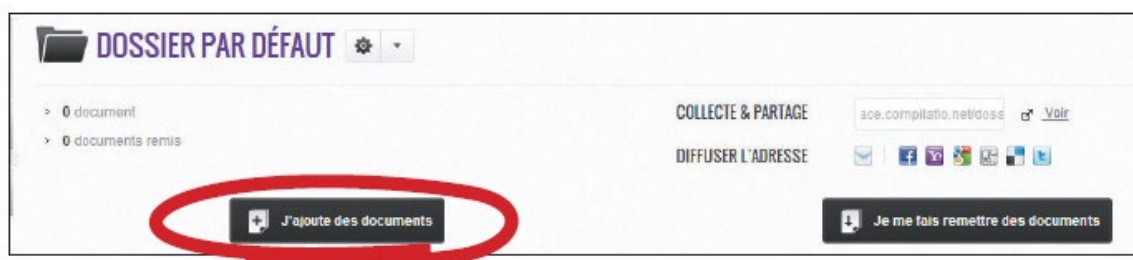 DOSSIER PAR DÉFAUT
> 0 document
> 0 documents remis
COLLECTE & PARTAGE ace.compilatio.net/doss Voir
DIFFUSER L'ADRESSE
J'ajoute des documents
Je me fais remettre des documents